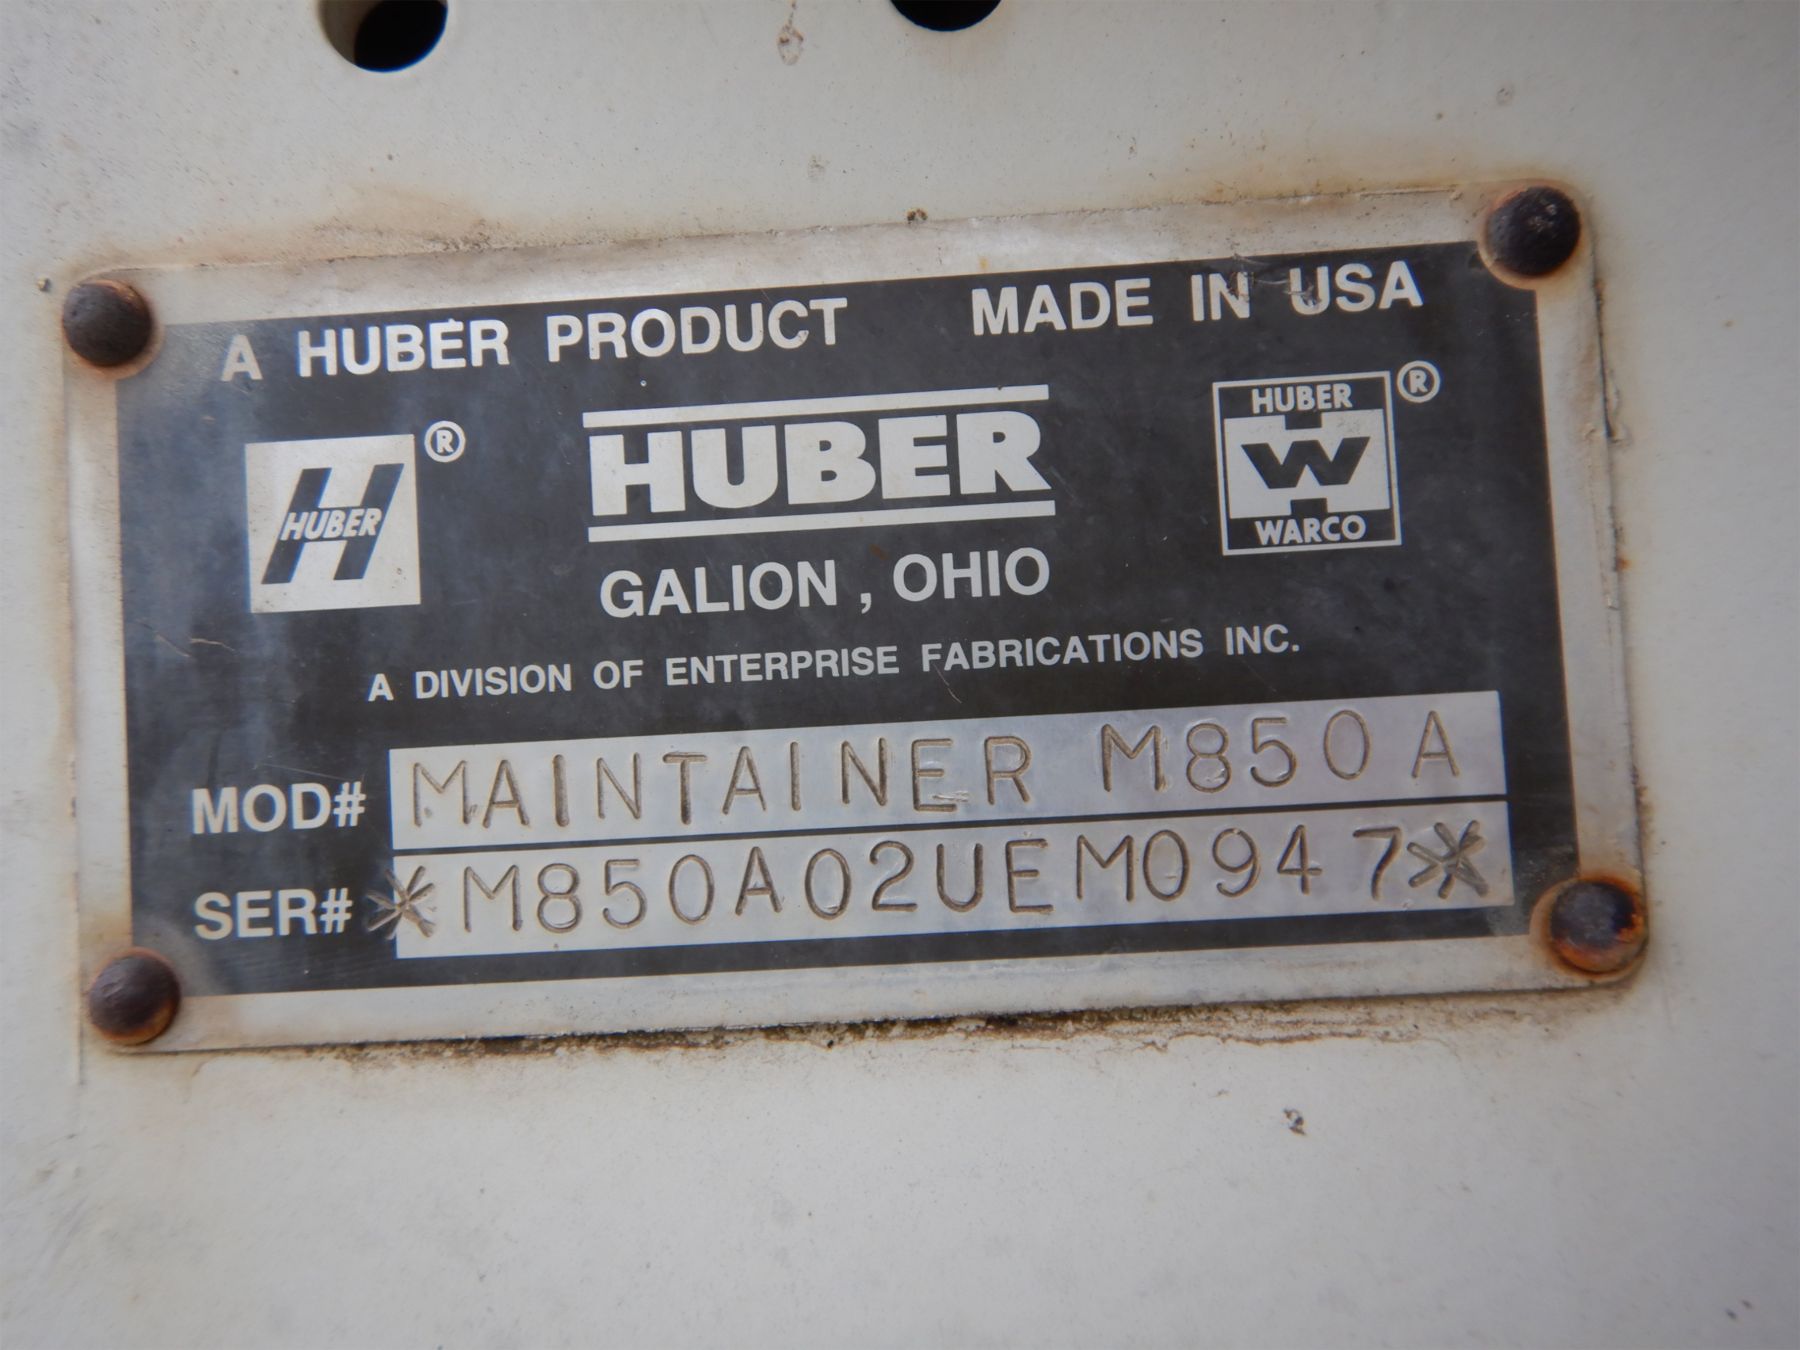 A HUBER PRODUCT MADE IN USA
HUBER ®
HUBER
HUBER W WARCO ®
GALION, OHIO
A DIVISION OF ENTERPRISE FABRICATIONS INC.
MOD# MAINTAINER M850A
SER# *M850A02UEM0947*